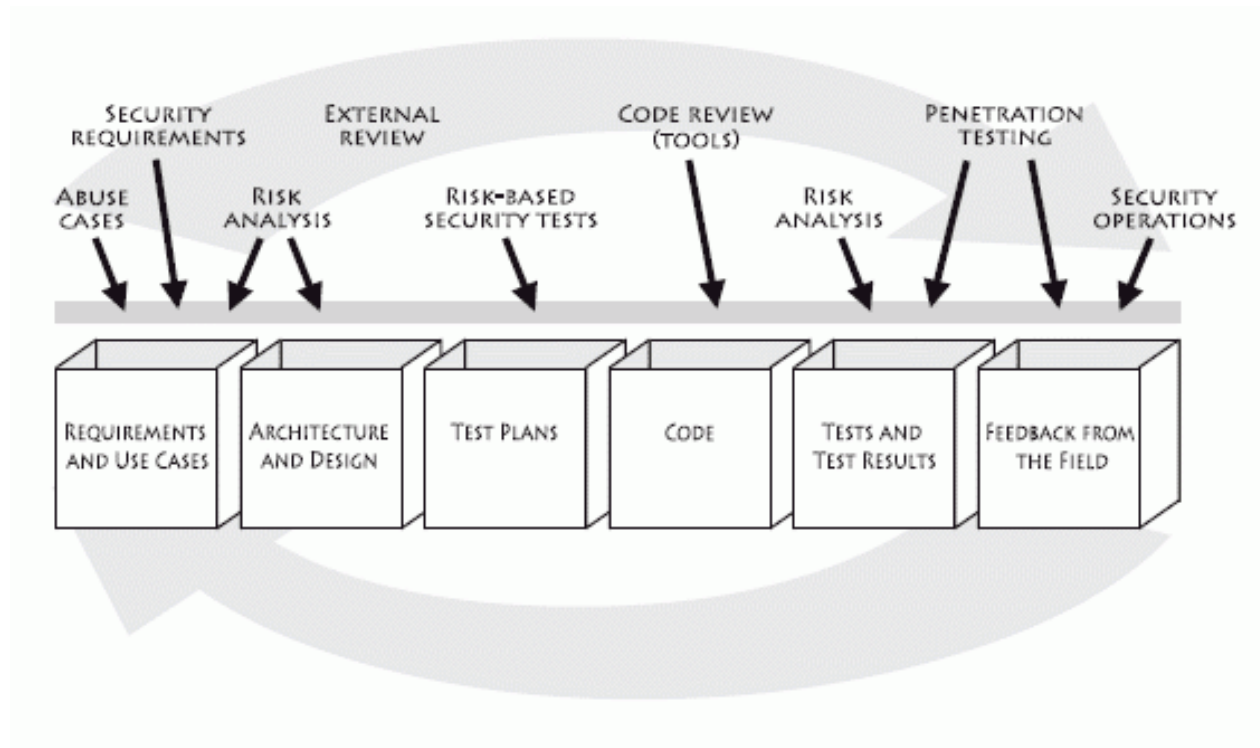 SECURITY
REQUIREMENTS
EXTERNAL
REVIEW
CODE REVIEW
(TOOLS)
PENETRATION
TESTING
ABUSE
CASES
RISK
ANALYSIS
RISK-BASED
SECURITY TESTS
RISK
ANALYSIS
SECURITY
OPERATIONS
REQUIREMENTS
AND USE CASES
ARCHITECTURE
AND DESIGN
TEST PLANS
CODE
TESTS AND
TEST RESULTS
FEEDBACK FROM
THE FIELD